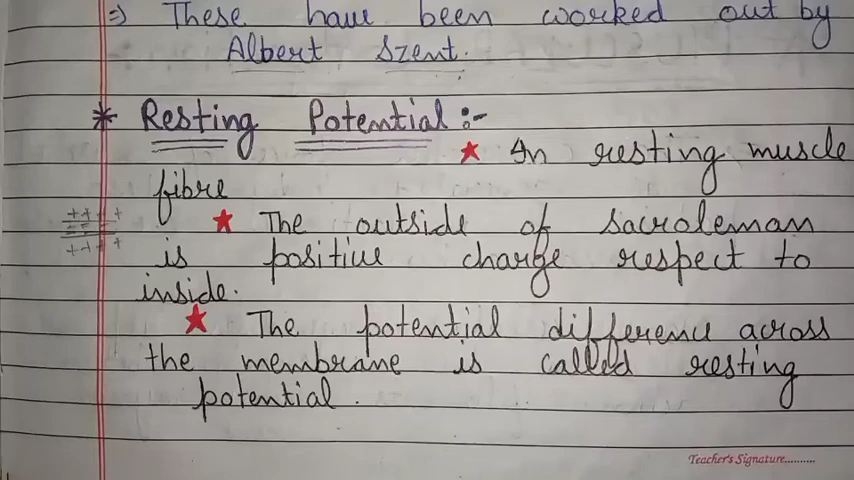 ⇒ These have been worked out by
Albert Szent.
* Resting Potential :-
★ In resting muscle
fibre
★ The outside of sacroleman
is positive charge respect to
inside.
★ The potential difference across
the membrane is called resting
potential.
++++
++++
Teacher's Signature..........